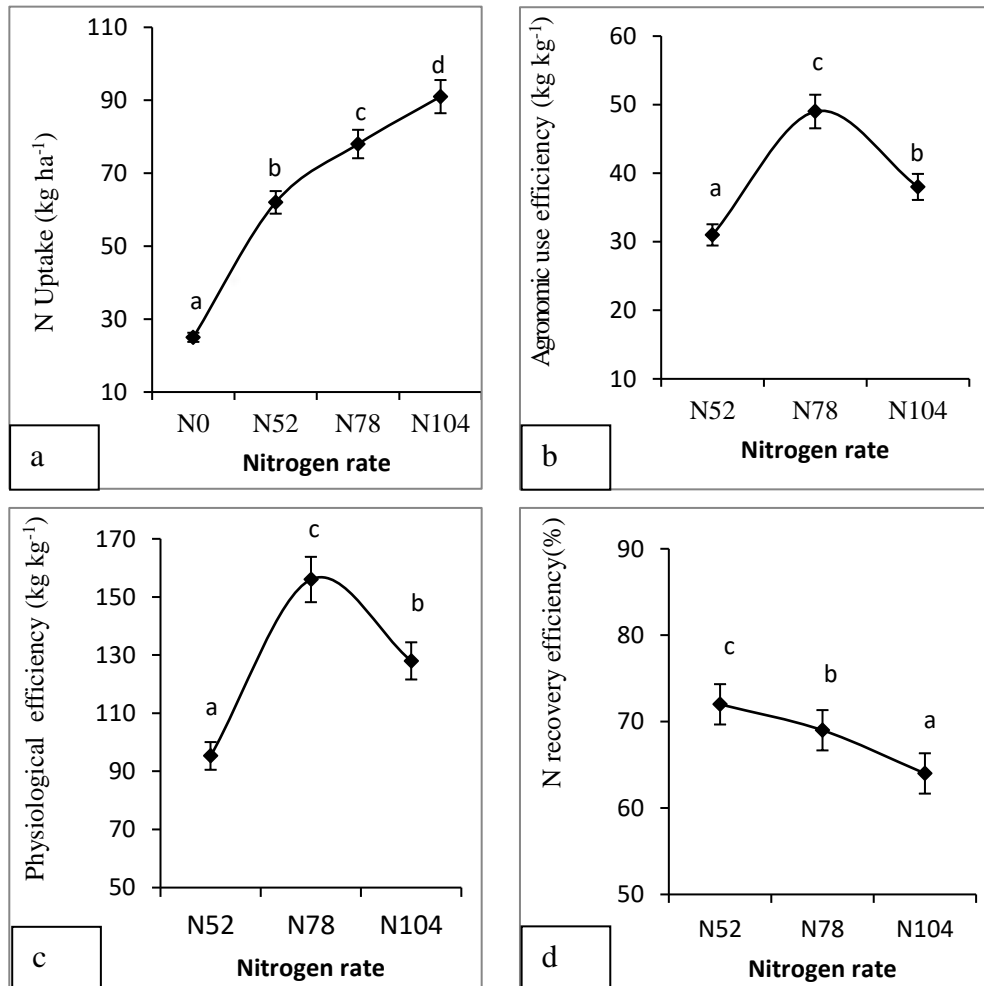 N Uptake (kg ha⁻¹)
110
90
70
50
30
10
a
b
c
d
N0 N52 N78 N104
Nitrogen rate
a
Agronomic use efficiency (kg kg⁻¹)
60
50
40
30
20
10
a
c
b
N52 N78 N104
Nitrogen rate
b
Physiological efficiency (kg kg⁻¹)
170
150
130
110
90
70
50
a
c
b
N52 N78 N104
Nitrogen rate
c
N recovery efficiency(%)
90
80
70
60
50
c
b
a
N52 N78 N104
Nitrogen rate
d